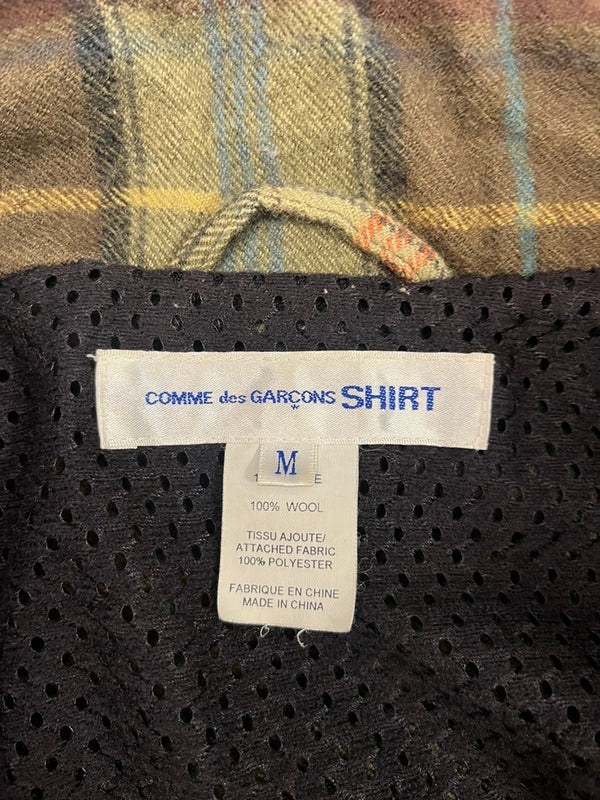 COMME des GARÇONS SHIRT
M
100% WOOL
TISSU AJOUTE/
ATTACHED FABRIC
100% POLYESTER
FABRIQUE EN CHINE
MADE IN CHINA